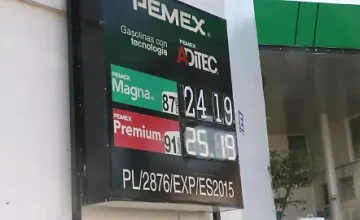 PEMEX®
Gasolinas con
tecnología
PEMEX
ADiTEC
PEMEX
Magna® 87 24.19
PEMEX
Premium® 91 25.19
PL/2876/EXP/ES2015